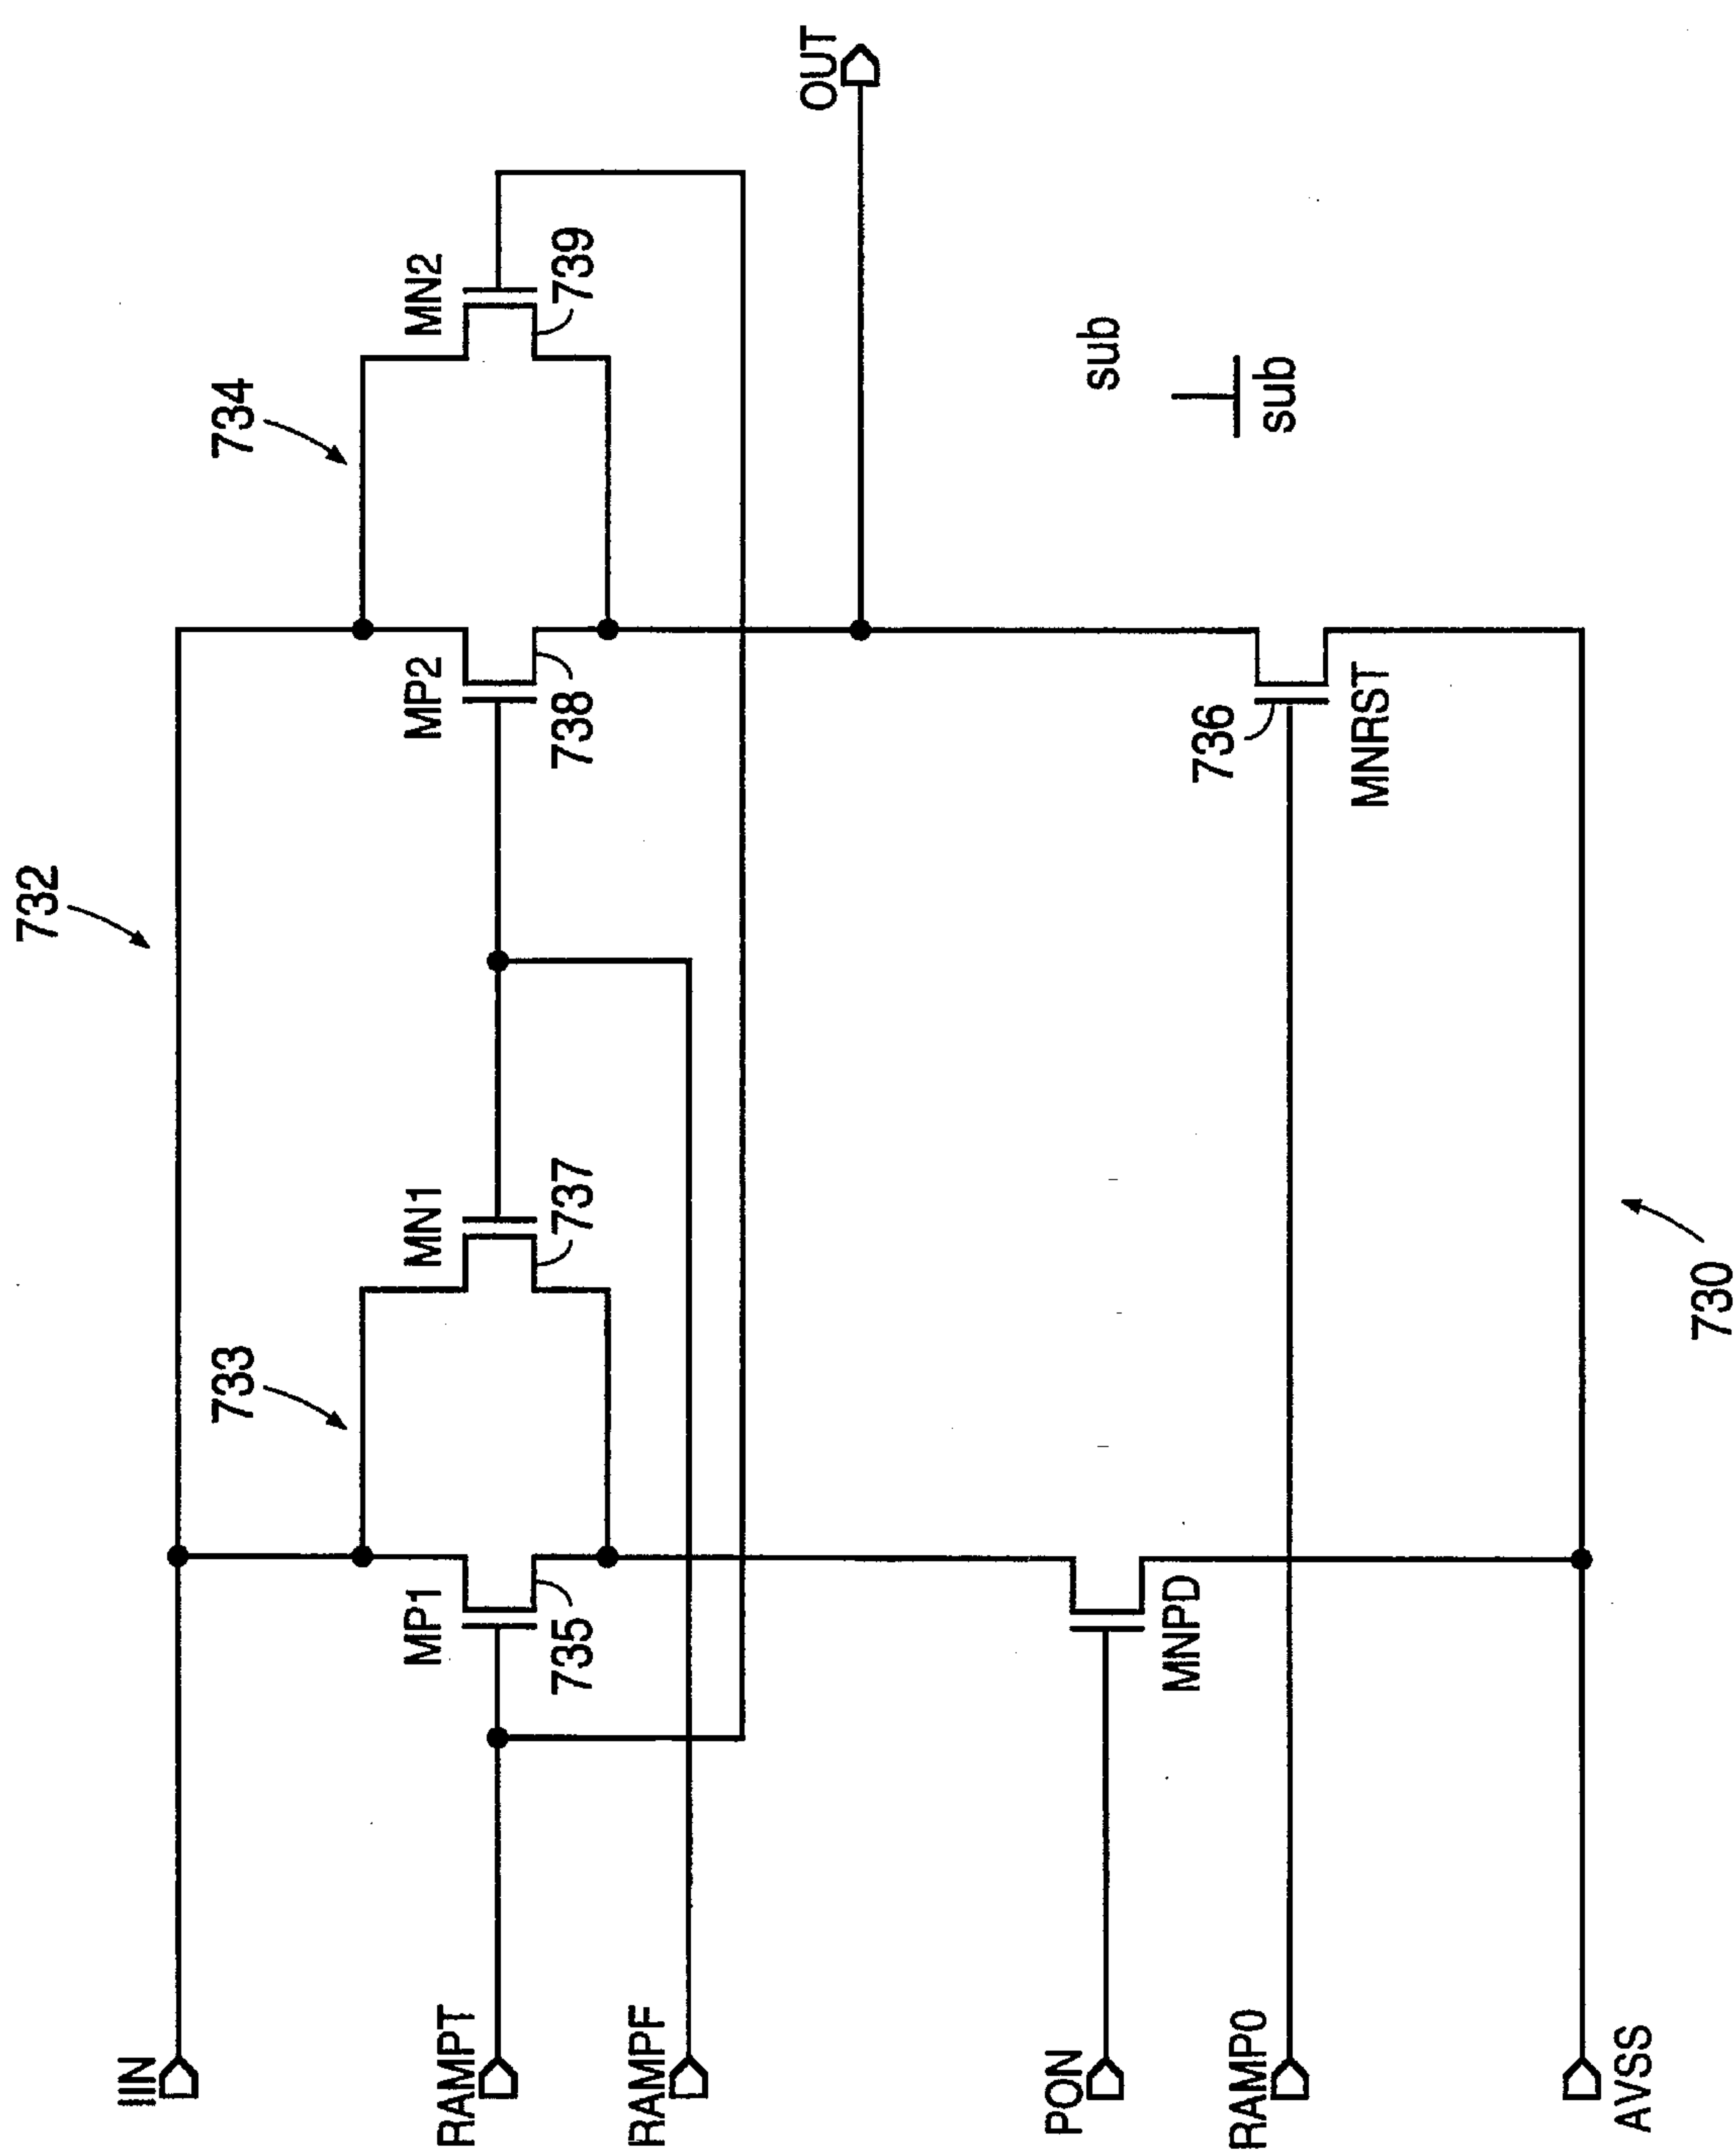 732
733
734
IIN
MP1
MN1
MP2
MN2
735
737
738
739
RAMPT
RAMPF
OUT
PON
MNPD
RAMP0
736
MNRST
sub
sub
AVSS
730